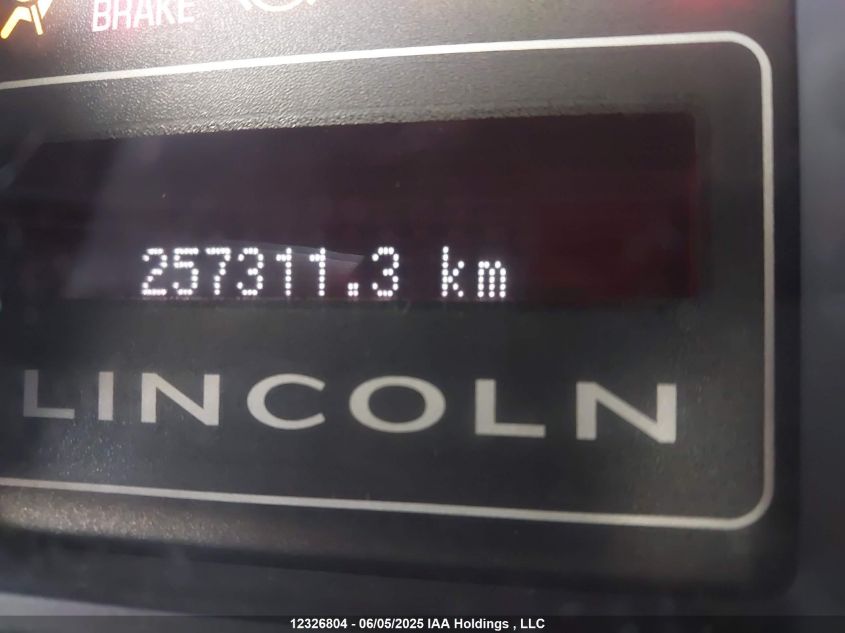 BRAKE
257311.3 km
LINCOLN
12326804 - 06/05/2025 IAA Holdings , LLC